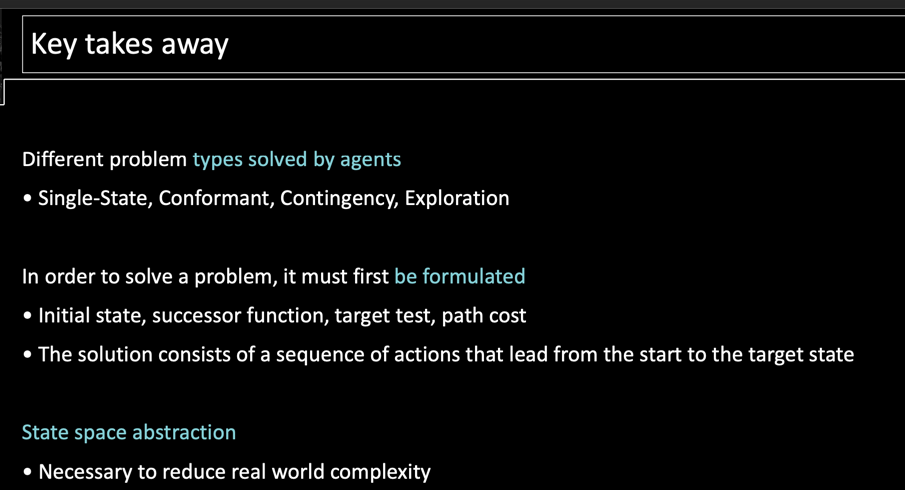 Key takes away
Different problem types solved by agents
• Single-State, Conformant, Contingency, Exploration
In order to solve a problem, it must first be formulated
• Initial state, successor function, target test, path cost
• The solution consists of a sequence of actions that lead from the start to the target state
State space abstraction
• Necessary to reduce real world complexity